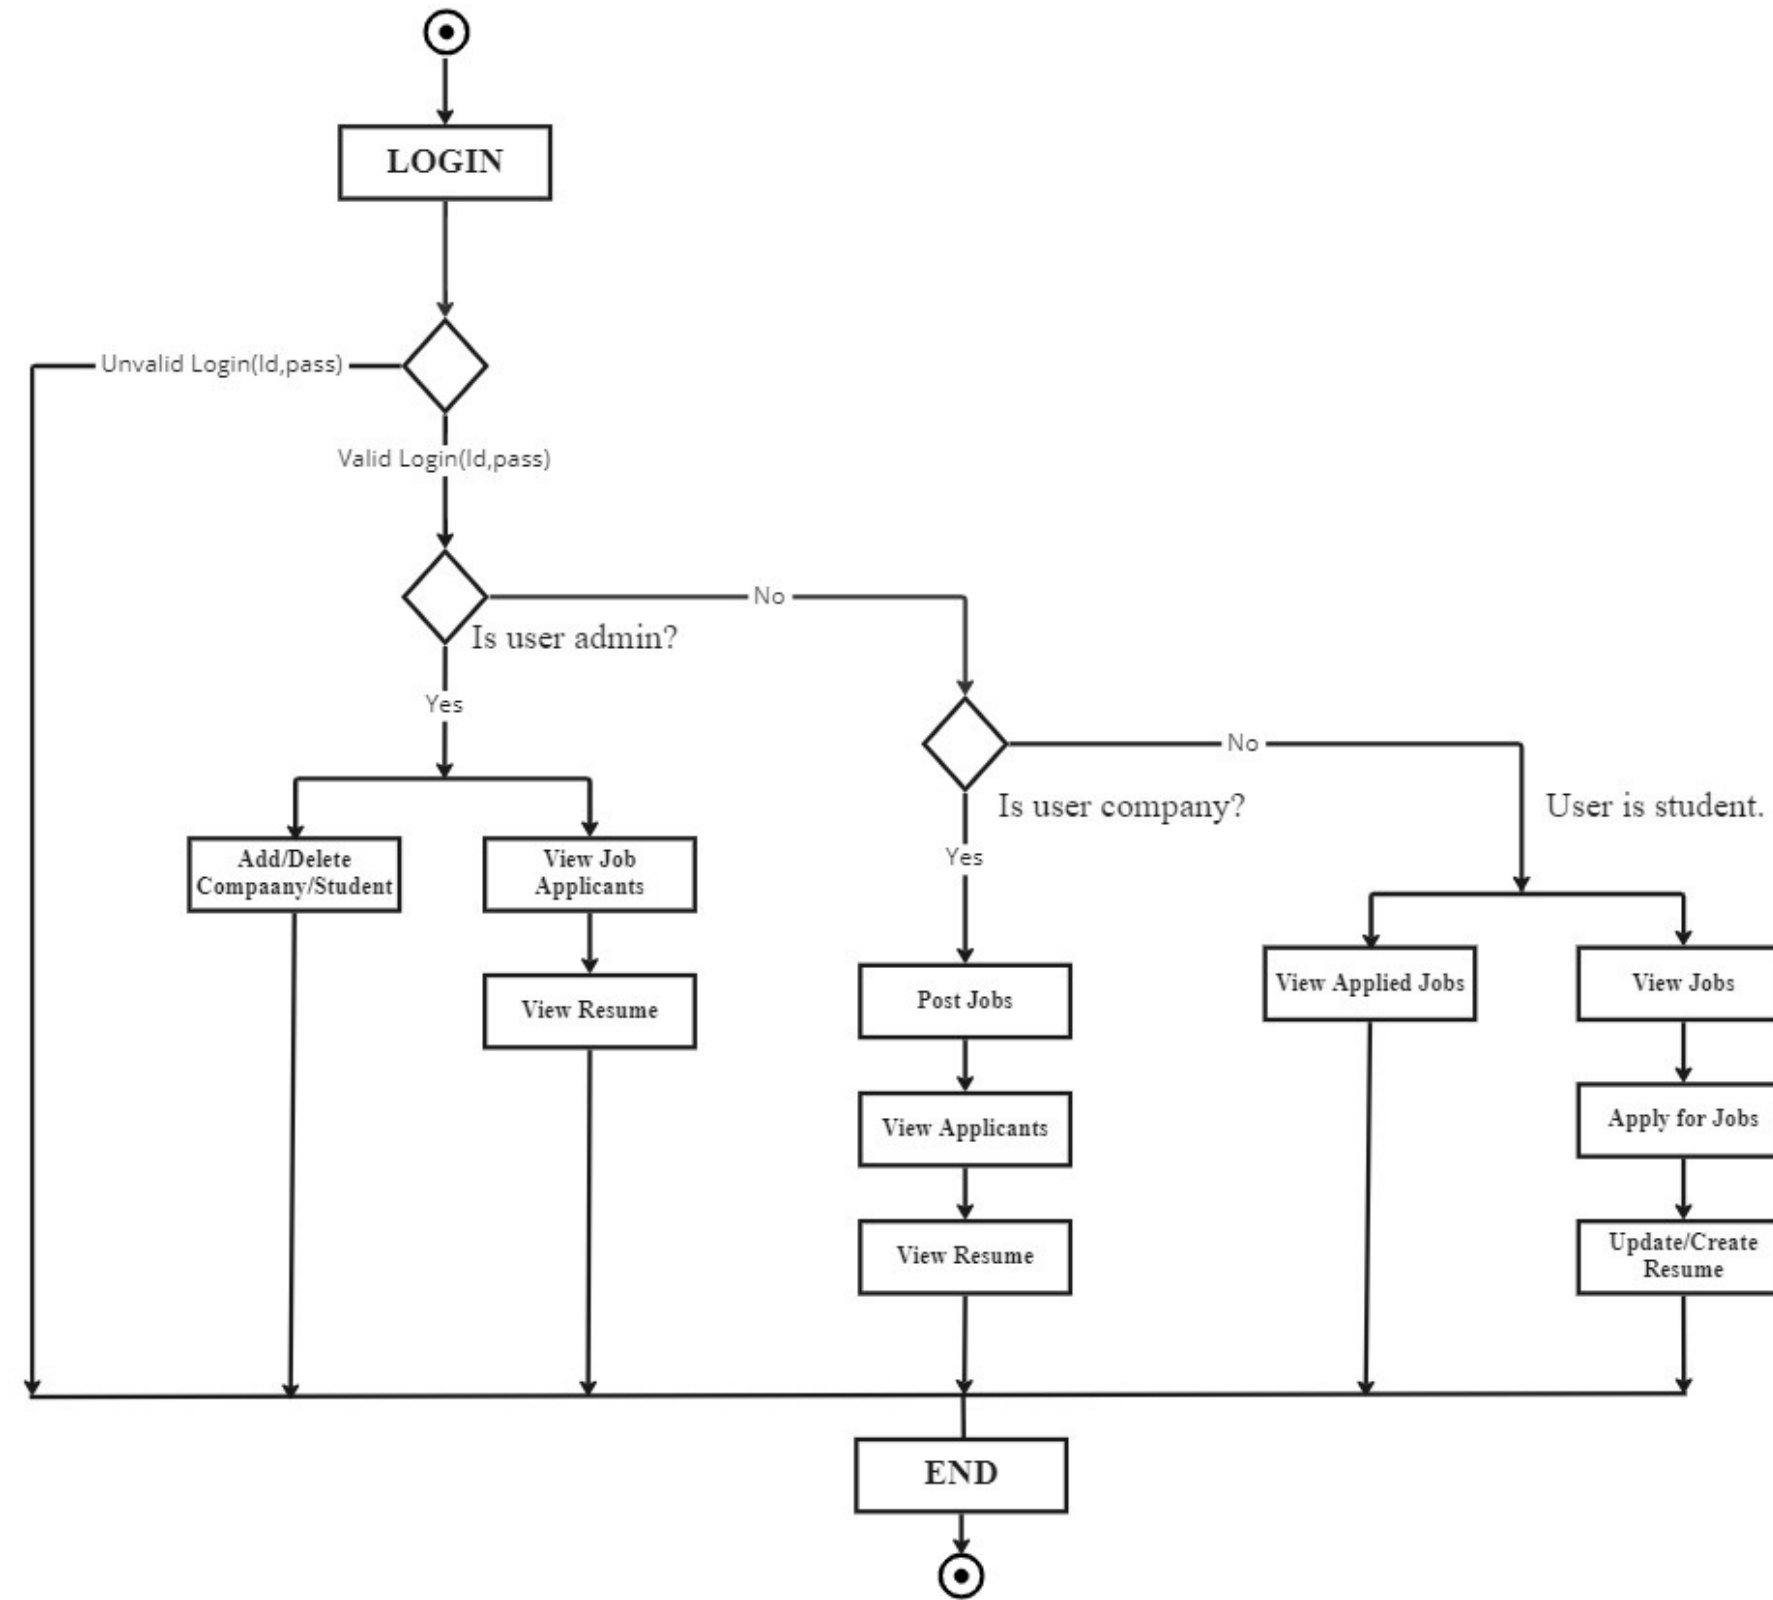 LOGIN
Unvalid Login(Id,pass)
Valid Login(Id,pass)
No
Is user admin?
Yes
No
Is user company?
User is student.
Yes
Add/Delete
Compaany/Student
View Job
Applicants
View Resume
Post Jobs
View Applied Jobs
View Jobs
View Applicants
Apply for Jobs
View Resume
Update/Create
Resume
END